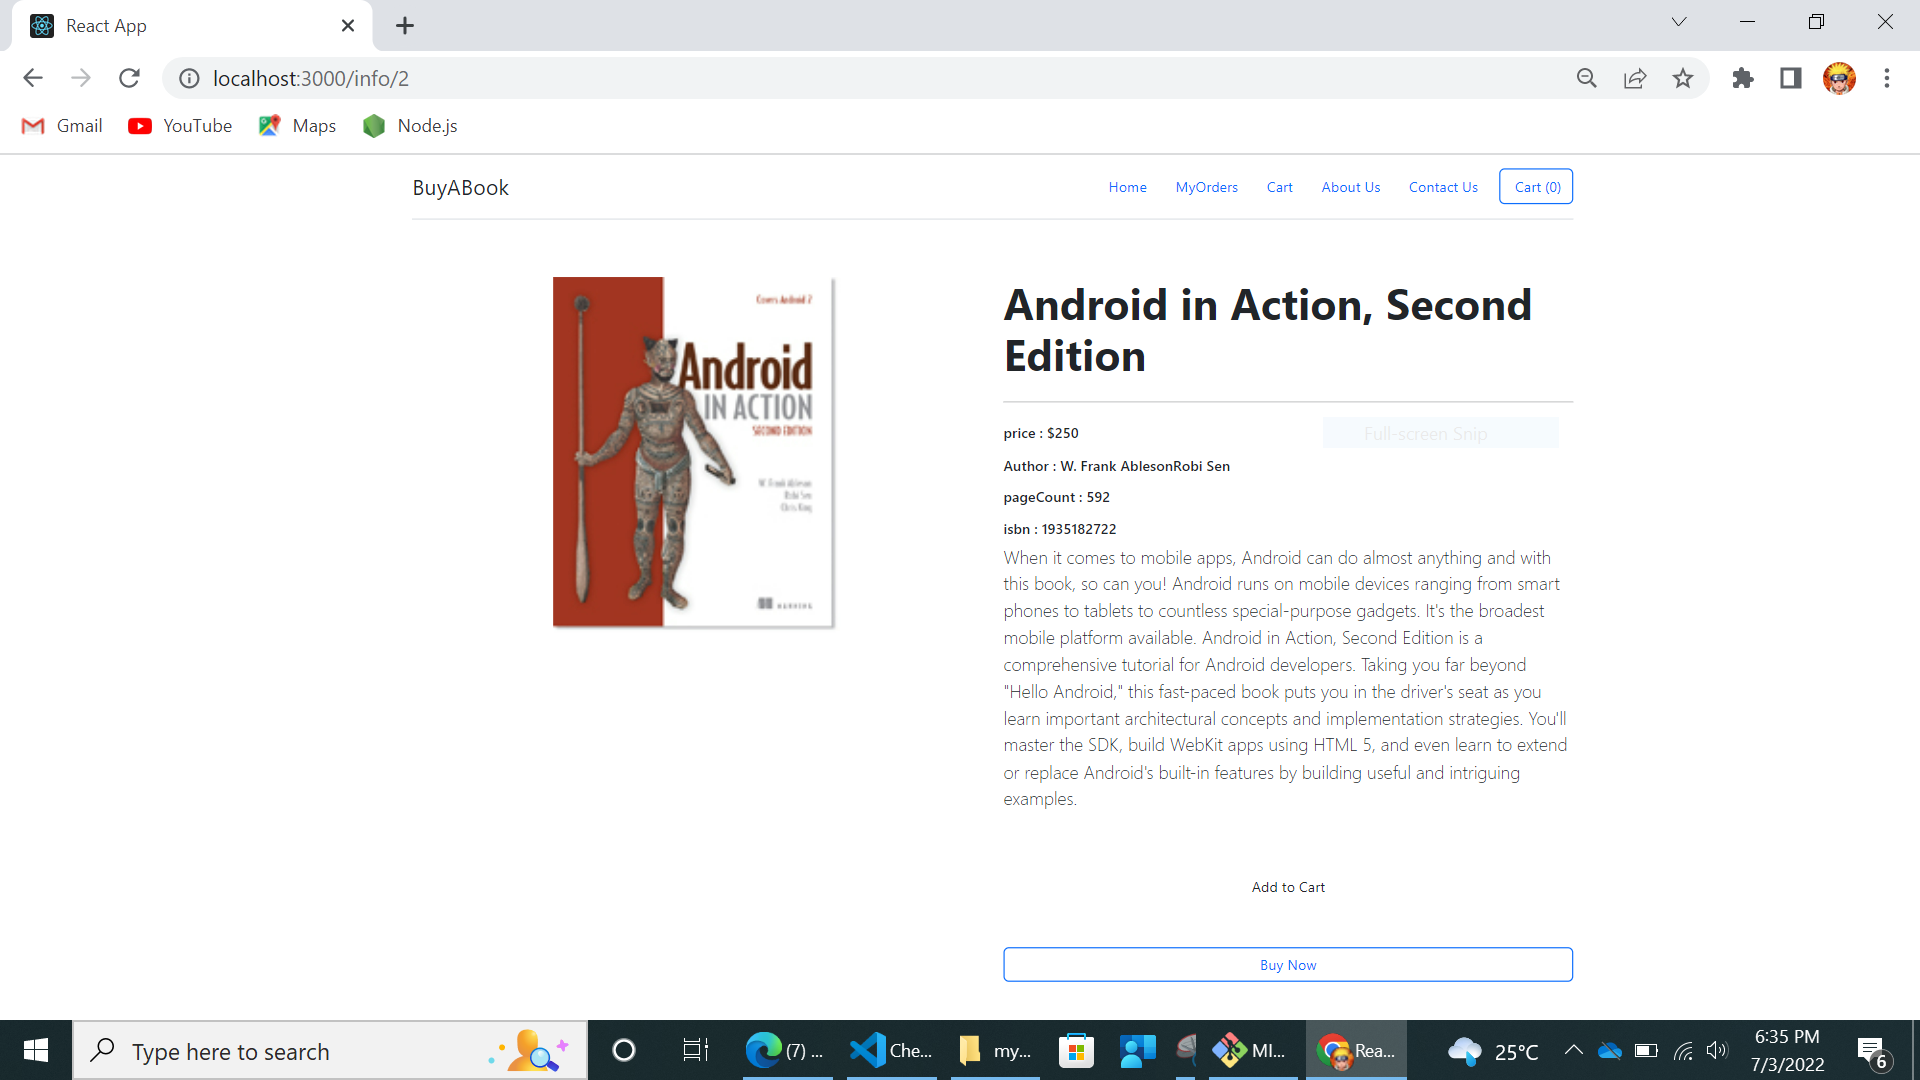 React App
localhost:3000/info/2
Gmail
YouTube
Maps
Node.js
BuyABook
Home
MyOrders
Cart
About Us
Contact Us
Cart (0)
Covers Android 2
Android
IN ACTION
SECOND EDITION
W. Frank Ableson
Robi Sen
Chris King
MANNING
Android in Action, Second
Edition
price : $250
Full-screen Snip
Author : W. Frank AblesonRobi Sen
pageCount : 592
isbn : 1935182722
When it comes to mobile apps, Android can do almost anything and with
this book, so can you! Android runs on mobile devices ranging from smart
phones to tablets to countless special-purpose gadgets. It's the broadest
mobile platform available. Android in Action, Second Edition is a
comprehensive tutorial for Android developers. Taking you far beyond
"Hello Android," this fast-paced book puts you in the driver's seat as you
learn important architectural concepts and implementation strategies. You'll
master the SDK, build WebKit apps using HTML 5, and even learn to extend
or replace Android's built-in features by building useful and intriguing
examples.
Add to Cart
Buy Now
Type here to search
(7) ...
Che...
my...
MI...
Rea...
25°C
6:35 PM
7/3/2022
6